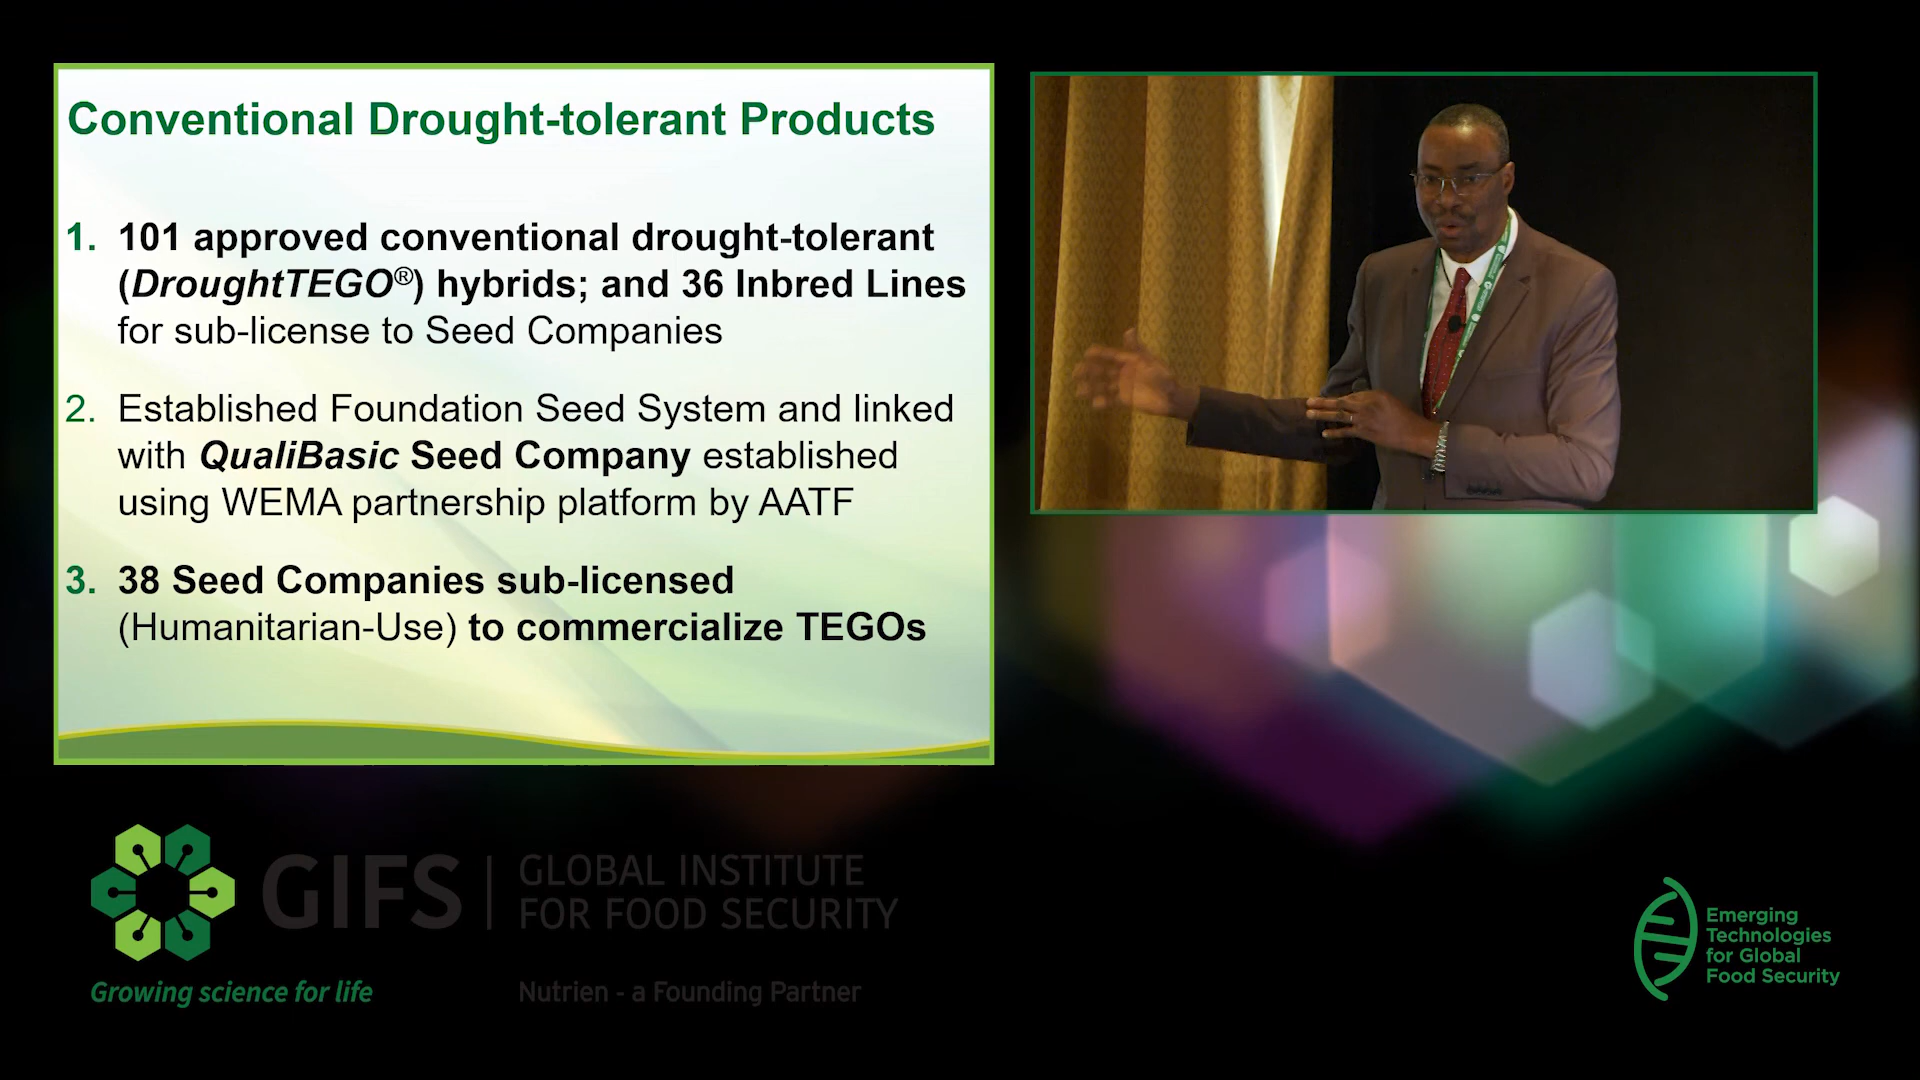 Conventional Drought-tolerant Products
1. 101 approved conventional drought-tolerant
(DroughtTEGO®) hybrids; and 36 Inbred Lines
for sub-license to Seed Companies
2. Established Foundation Seed System and linked
with QualiBasic Seed Company established
using WEMA partnership platform by AATF
3. 38 Seed Companies sub-licensed
(Humanitarian-Use) to commercialize TEGOs
GIFS
GLOBAL INSTITUTE
FOR FOOD SECURITY
Growing science for life
Nutrien - a Founding Partner
Emerging
Technologies
for Global
Food Security